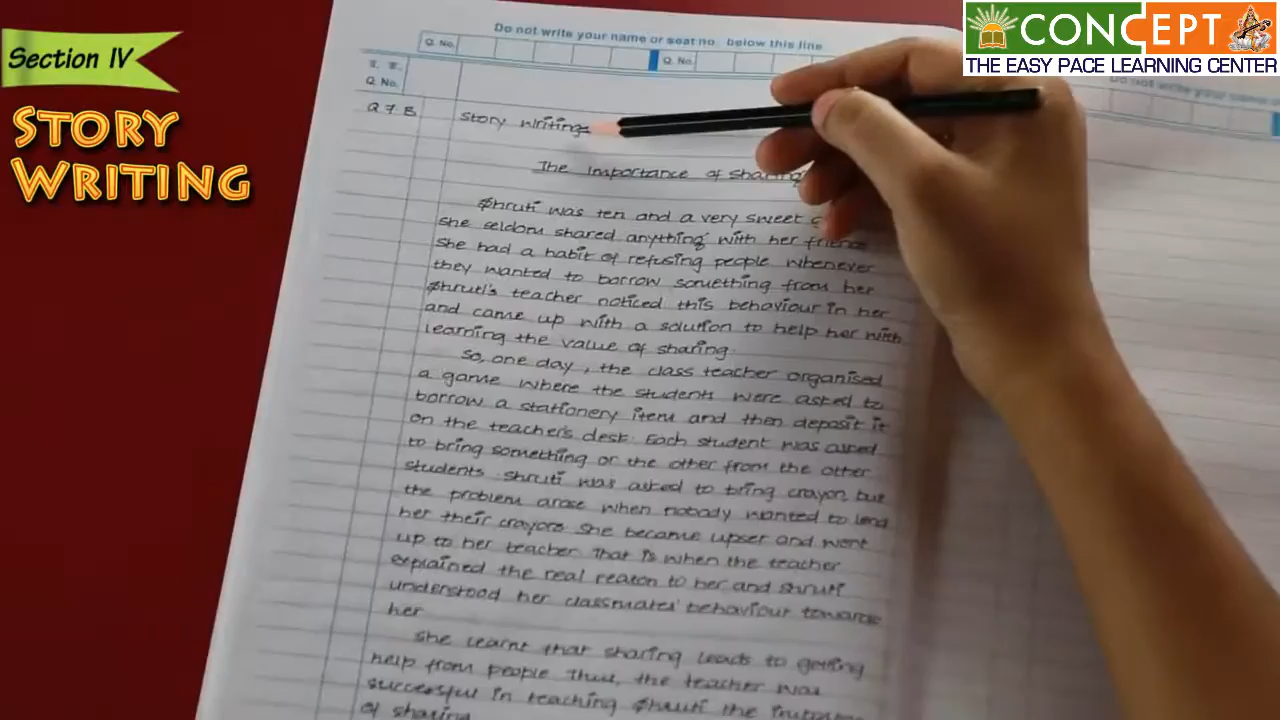 Section IV
STORY
WRITING
CONCEPT
THE EASY PACE LEARNING CENTER
Do not write your name or seat no. below this line
Q. No.
Q. No.
Do not write your name
Q. No.
Q 7. B
Story Writing
The Importance of Sharing
Shruti was ten and a very sweet
she seldom shared anything with her
she had a habit of refusing people whenever
they wanted to borrow something from her
Shruti's teacher noticed this behaviour in her
and came up with a solution to help her with
learning the value of sharing.
So, one day, the class teacher organised
a game where the students were asked to
borrow a stationery item and then deposit it
on the teacher's desk. Each student was asked
to bring something or the other from the other
students. Shruti was asked to bring crayon, but
the problem arose when nobody wanted to lend
her their crayons. She became upset and went
up to her teacher. That is when the teacher
explained the real reason to her and Shruti
understood her classmates' behaviour towards
her
She learnt that sharing leads to getting
help from people. Thus, the teacher was
successful in teaching Shruti the
of sharing